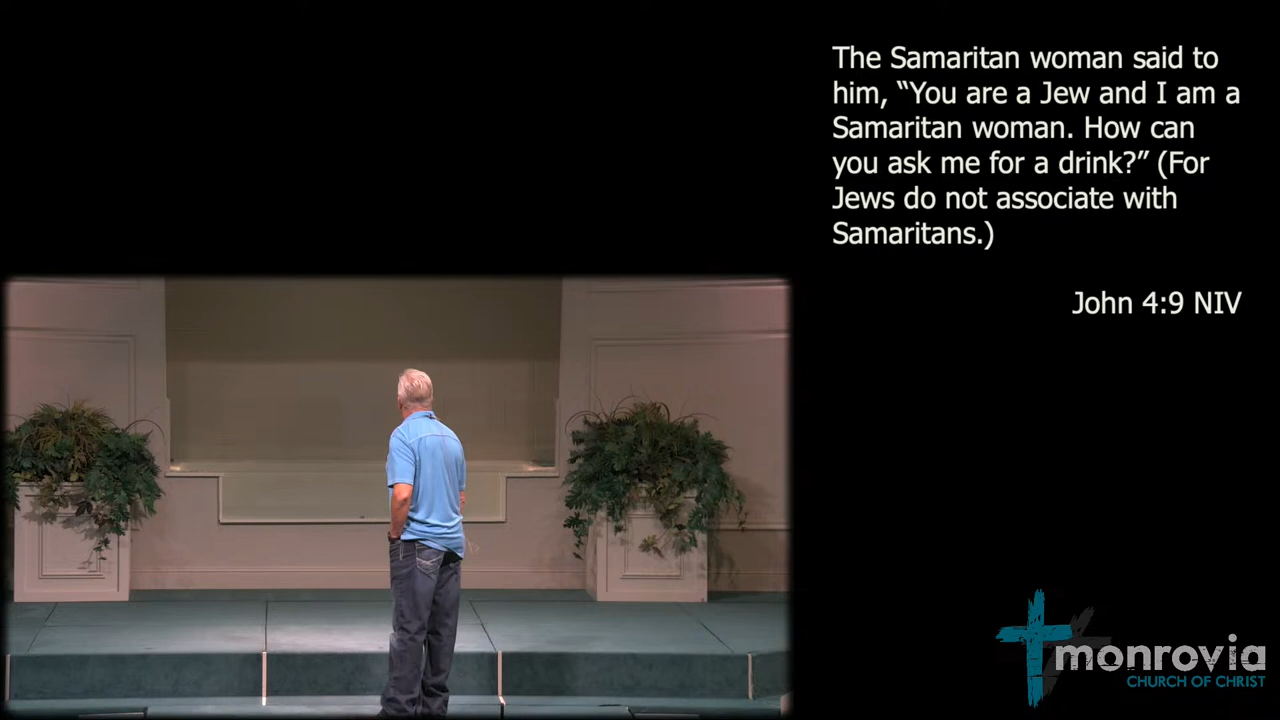 The Samaritan woman said to
him, “You are a Jew and I am a
Samaritan woman. How can
you ask me for a drink?” (For
Jews do not associate with
Samaritans.)
John 4:9 NIV
monrovia
CHURCH OF CHRIST